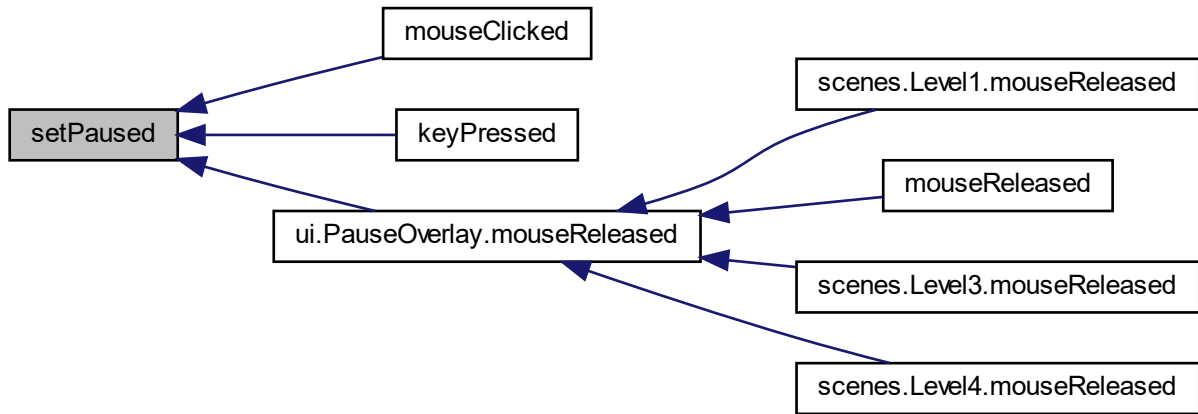 mouseClicked
setPaused
keyPressed
ui.PauseOverlay.mouseReleased
scenes.Level1.mouseReleased
mouseReleased
scenes.Level3.mouseReleased
scenes.Level4.mouseReleased